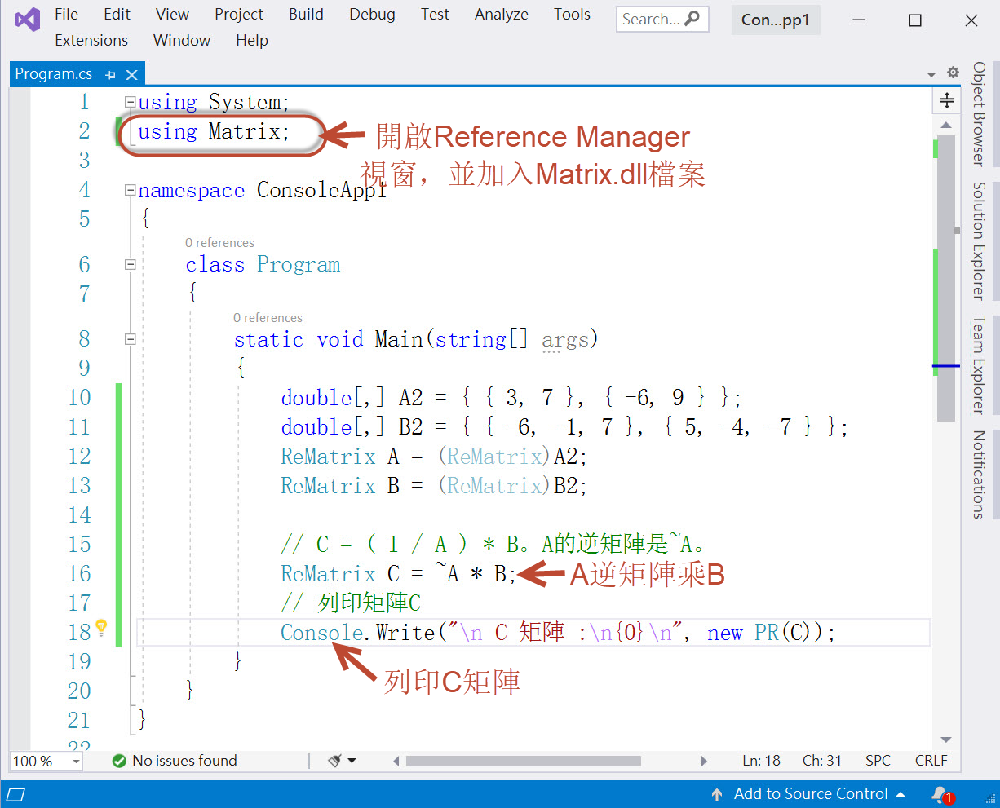 File Edit View Project Build Debug Test Analyze Tools Search... Con...pp1
Extensions Window Help
Program.cs
1 using System;
2 using Matrix;
開啟Reference Manager
視窗，並加入Matrix.dll檔案
3
4 namespace ConsoleApp1
5 {
0 references
6 class Program
7 {
0 references
8 static void Main(string[] args)
9 {
10 double[,] A2 = { { 3, 7 }, { -6, 9 } };
11 double[,] B2 = { { -6, -1, 7 }, { 5, -4, -7 } };
12 ReMatrix A = (ReMatrix)A2;
13 ReMatrix B = (ReMatrix)B2;
14
15 // C = ( I / A ) * B。A的逆矩陣是~A。
16 ReMatrix C = ~A * B; A逆矩陣乘B
17 // 列印矩陣C
18 Console.Write("\n C 矩陣 :\n{0}\n", new PR(C));
19 }
列印C矩陣
20 }
21 }
22
100 % No issues found Ln: 18 Ch: 31 SPC CRLF
Add to Source Control 1
Object Browser
Solution Explorer
Team Explorer
Notifications